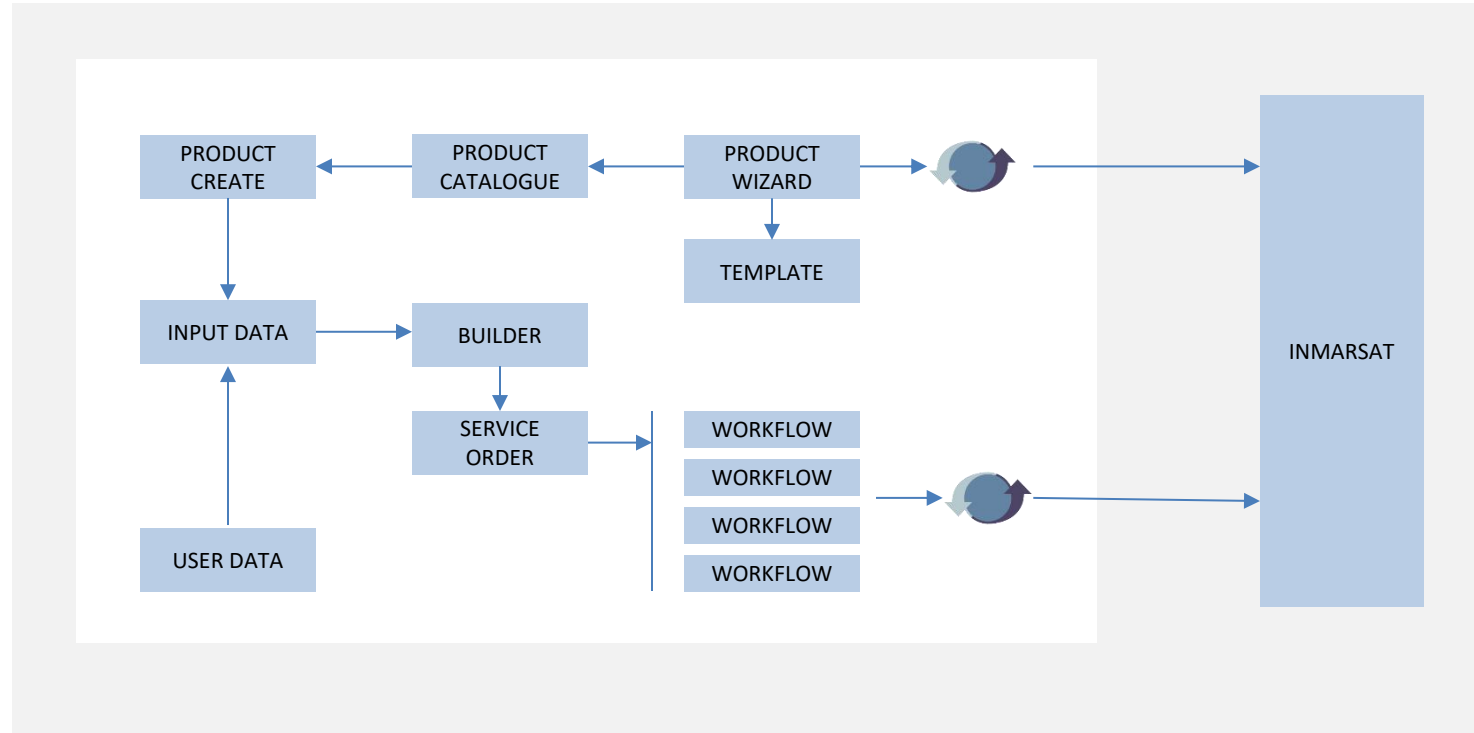 PRODUCT
CREATE
PRODUCT
CATALOGUE
PRODUCT
WIZARD
TEMPLATE
INPUT DATA
BUILDER
INMARSAT
SERVICE
ORDER
WORKFLOW
WORKFLOW
WORKFLOW
WORKFLOW
USER DATA